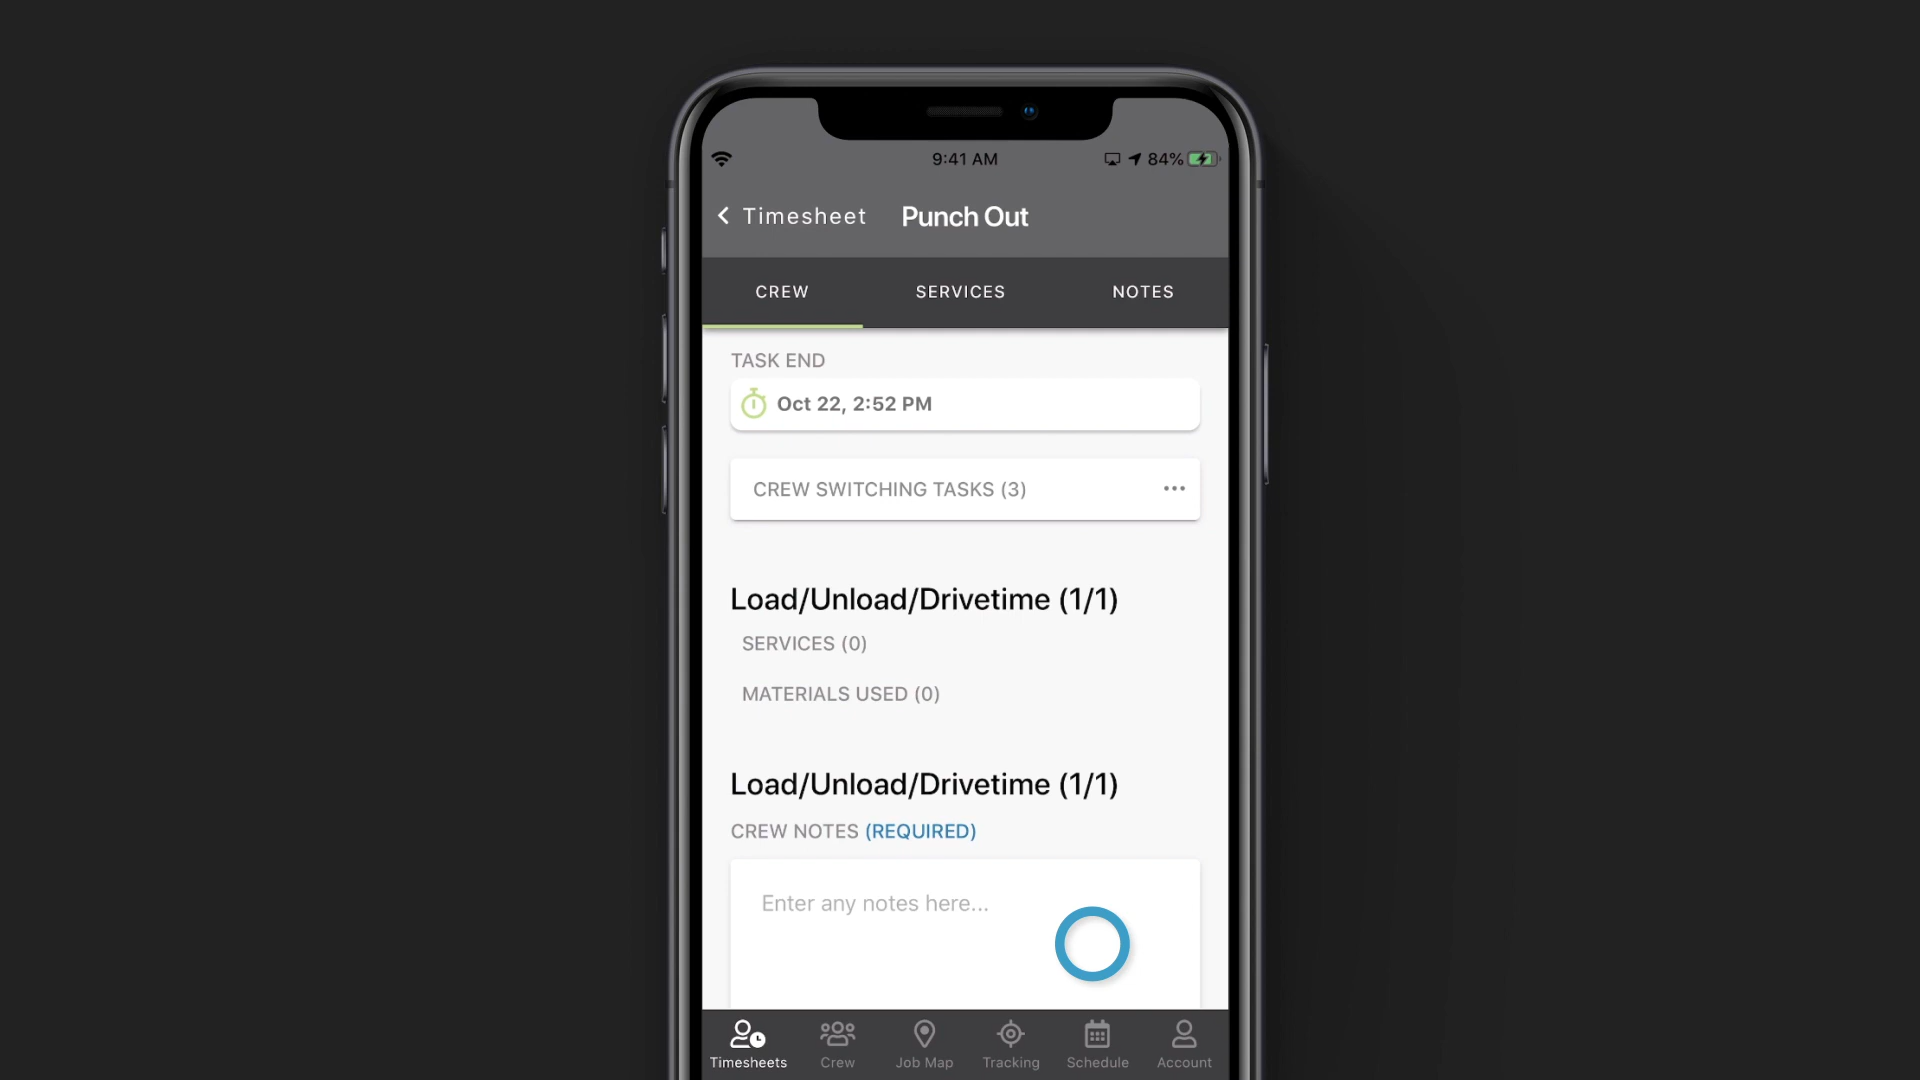 9:41 AM
84%
Timesheet
Punch Out
CREW
SERVICES
NOTES
TASK END
Oct 22, 2:52 PM
CREW SWITCHING TASKS (3)
Load/Unload/Drivetime (1/1)
SERVICES (0)
MATERIALS USED (0)
Load/Unload/Drivetime (1/1)
CREW NOTES (REQUIRED)
Enter any notes here...
Timesheets
Crew
Job Map
Tracking
Schedule
Account